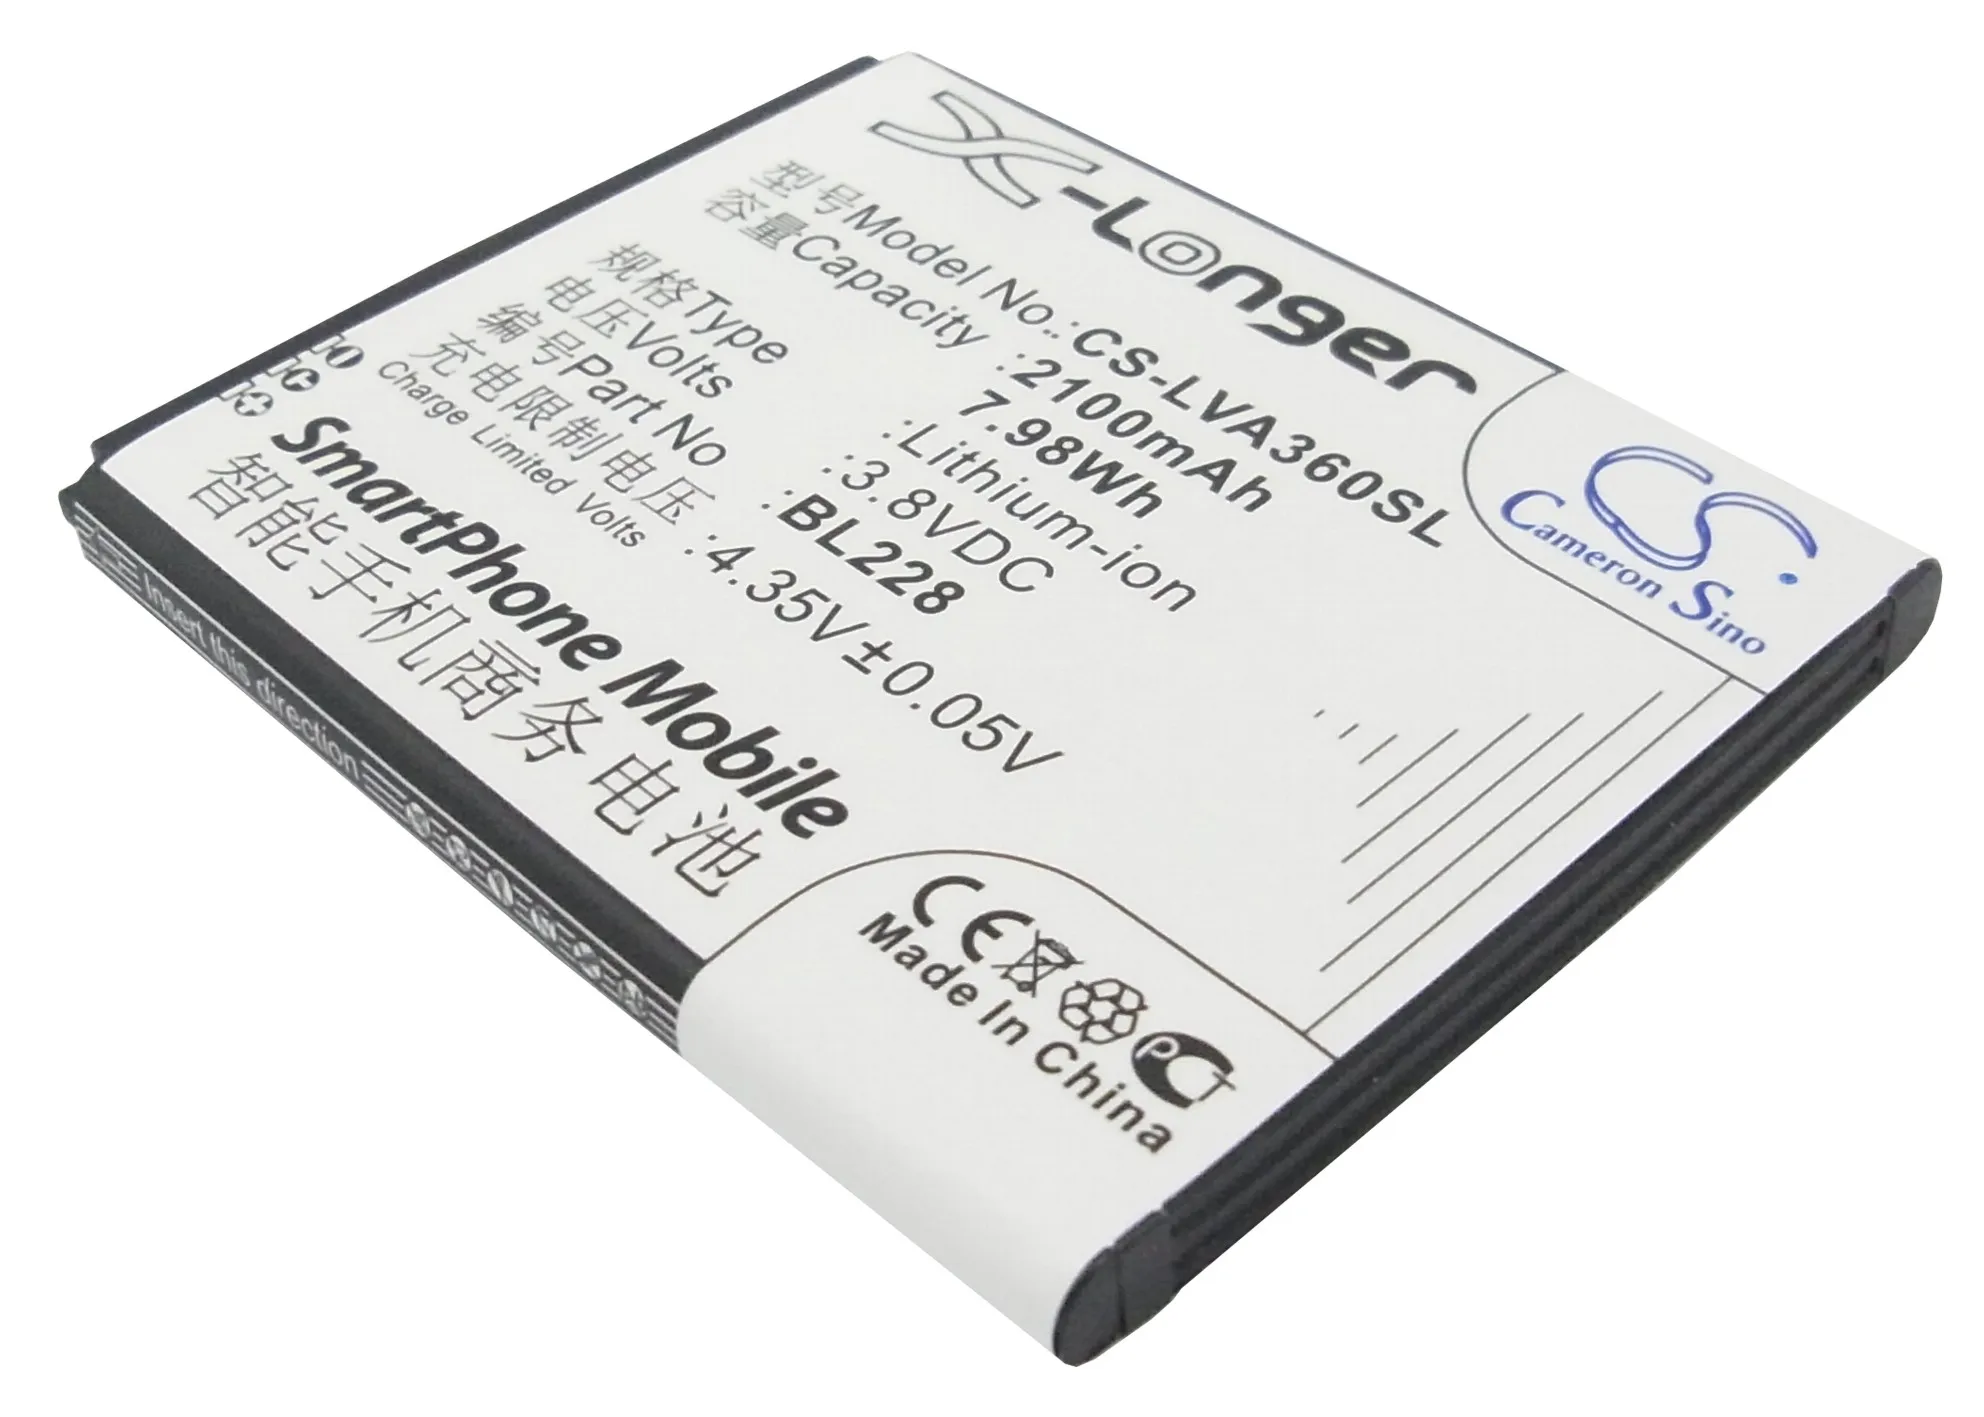 X-Longer
型号Model No.:CS-LVA360SL
容量Capacity :2100mAh
7.98Wh
规格Type :Lithium-ion
电压Volts :3.8VDC
编号Part No :BL228
充电限制电压 :4.35V±0.05V
Charge Limited Volts
SmartPhone Mobile
智能手机商务电池
CS
Cameron Sino
CE
PCT
Made In China
Insert this direction